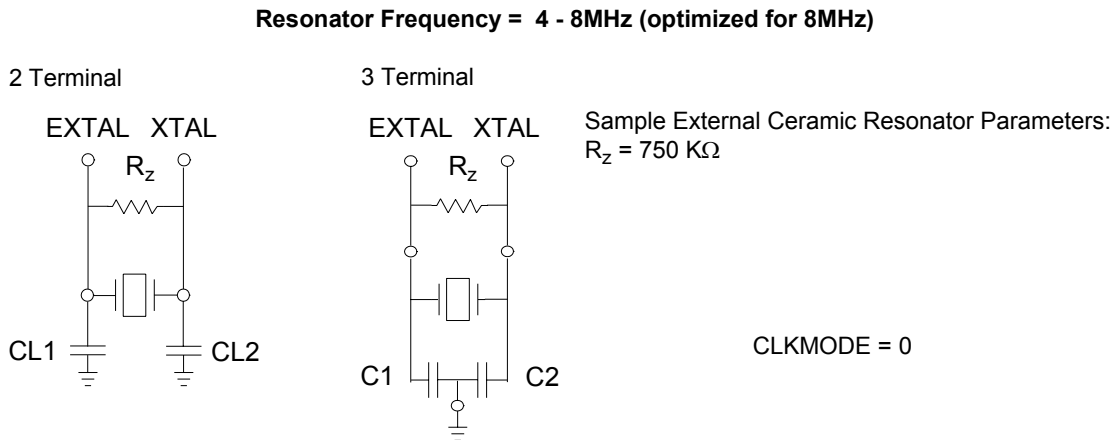 Resonator Frequency = 4 - 8MHz (optimized for 8MHz)
2 Terminal
EXTAL XTAL
Rz
CL1
CL2
3 Terminal
EXTAL XTAL
Rz
C1
C2
Sample External Ceramic Resonator Parameters:
Rz = 750 KΩ
CLKMODE = 0